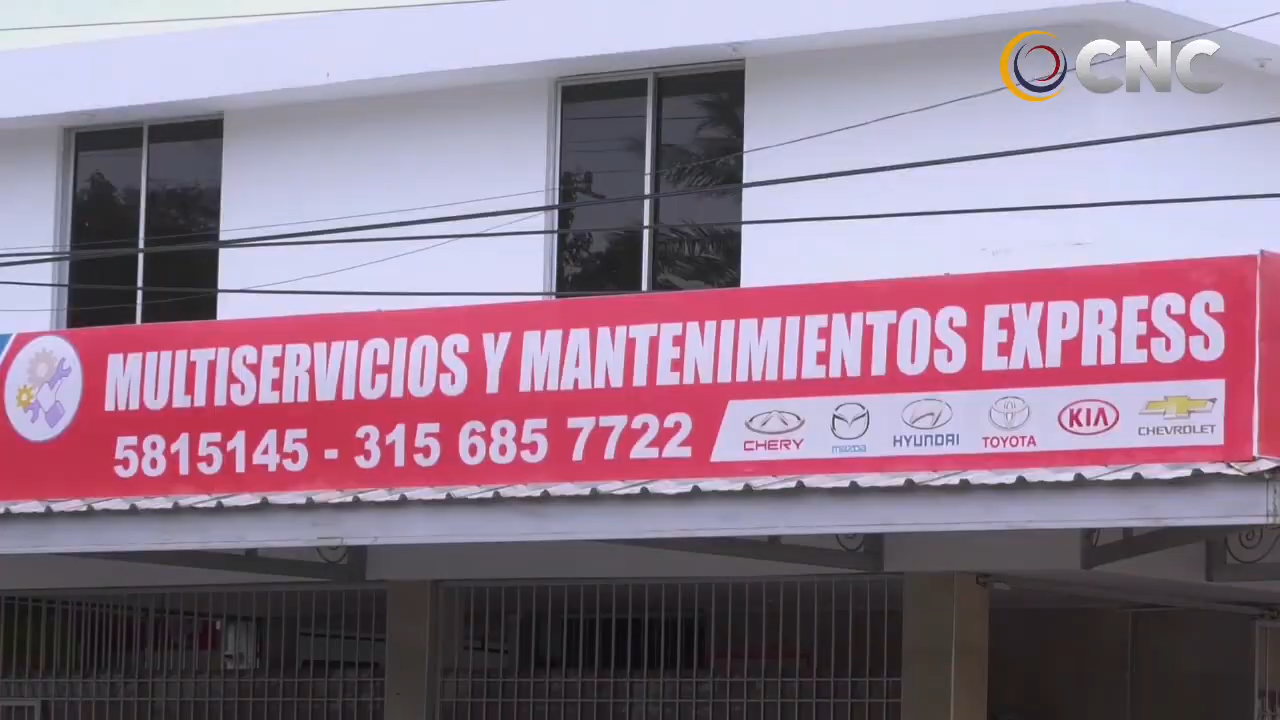 CNC
MULTISERVICIOS Y MANTENIMIENTOS EXPRESS
5815145 - 315 685 7722
CHERY mazda HYUNDAI TOYOTA KIA CHEVROLET